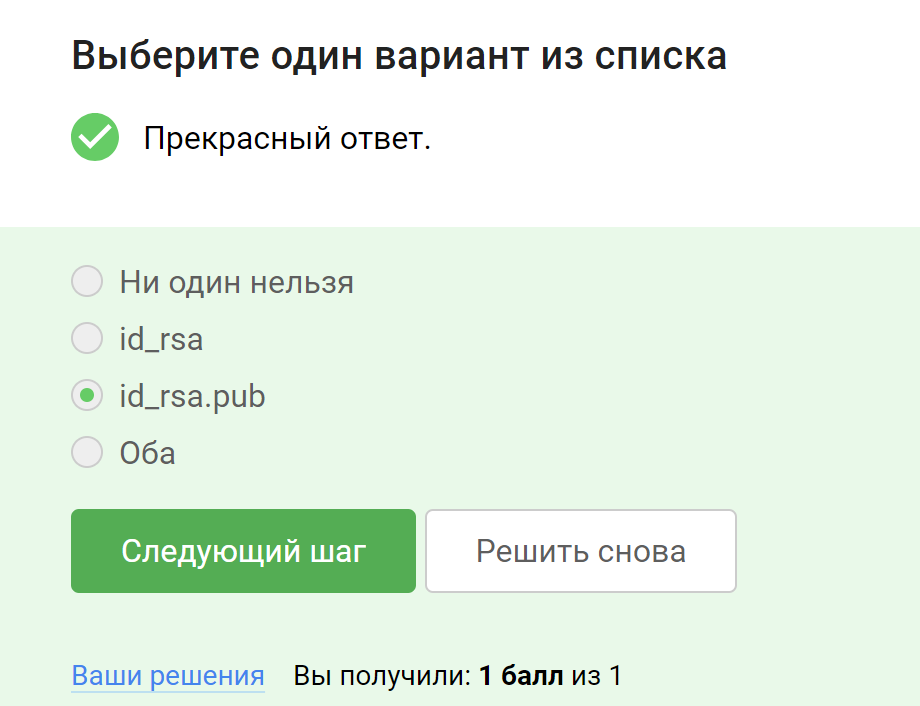 Выберите один вариант из списка
Прекрасный ответ.
Ни один нельзя
id_rsa
id_rsa.pub
Оба
Следующий шаг
Решить снова
Ваши решения Вы получили: 1 балл из 1